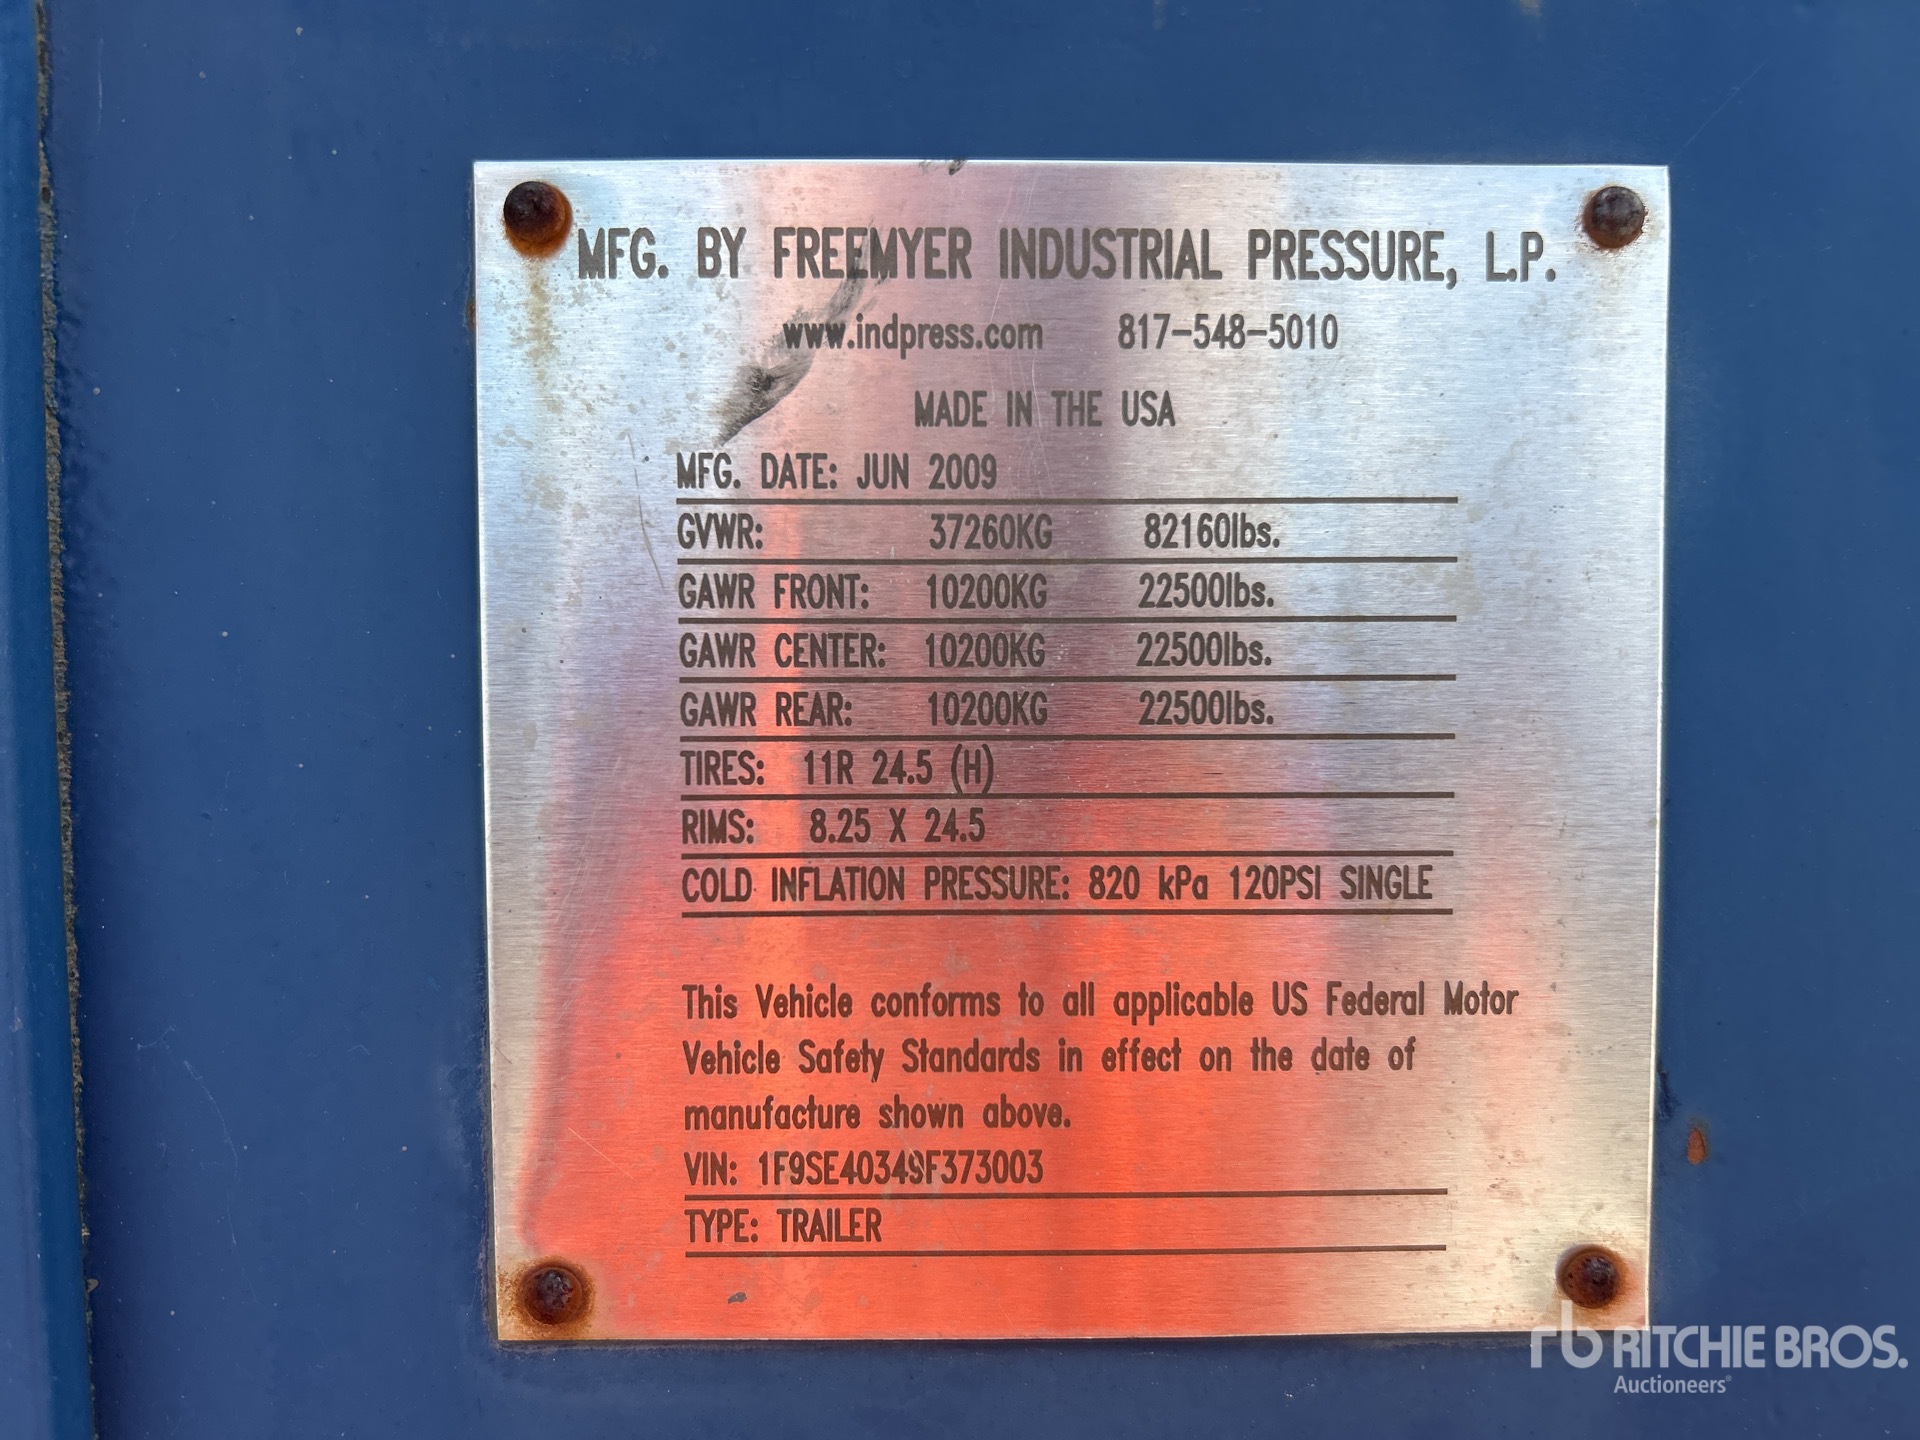 MFG. BY FREEMYER INDUSTRIAL PRESSURE, L.P.
www.indpress.com 817-548-5010
MADE IN THE USA
MFG. DATE: JUN 2009
GVWR: 37260KG 82160lbs.
GAWR FRONT: 10200KG 22500lbs.
GAWR CENTER: 10200KG 22500lbs.
GAWR REAR: 10200KG 22500lbs.
TIRES: 11R 24.5 (H)
RIMS: 8.25 X 24.5
COLD INFLATION PRESSURE: 820 kPa 120PSI SINGLE
This Vehicle conforms to all applicable US Federal Motor
Vehicle Safety Standards in effect on the date of
manufacture shown above.
VIN: 1F9SE40349F373003
TYPE: TRAILER
rb RITCHIE BROS.
Auctioneers®